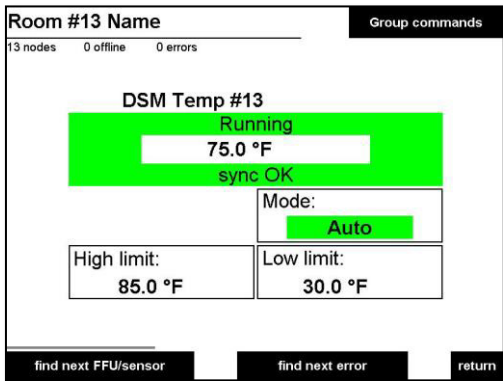 Room #13 Name
Group commands
13 nodes 0 offline 0 errors
DSM Temp #13
Running
75.0 °F
sync OK
Mode:
Auto
High limit:
85.0 °F
Low limit:
30.0 °F
find next FFU/sensor
find next error
return